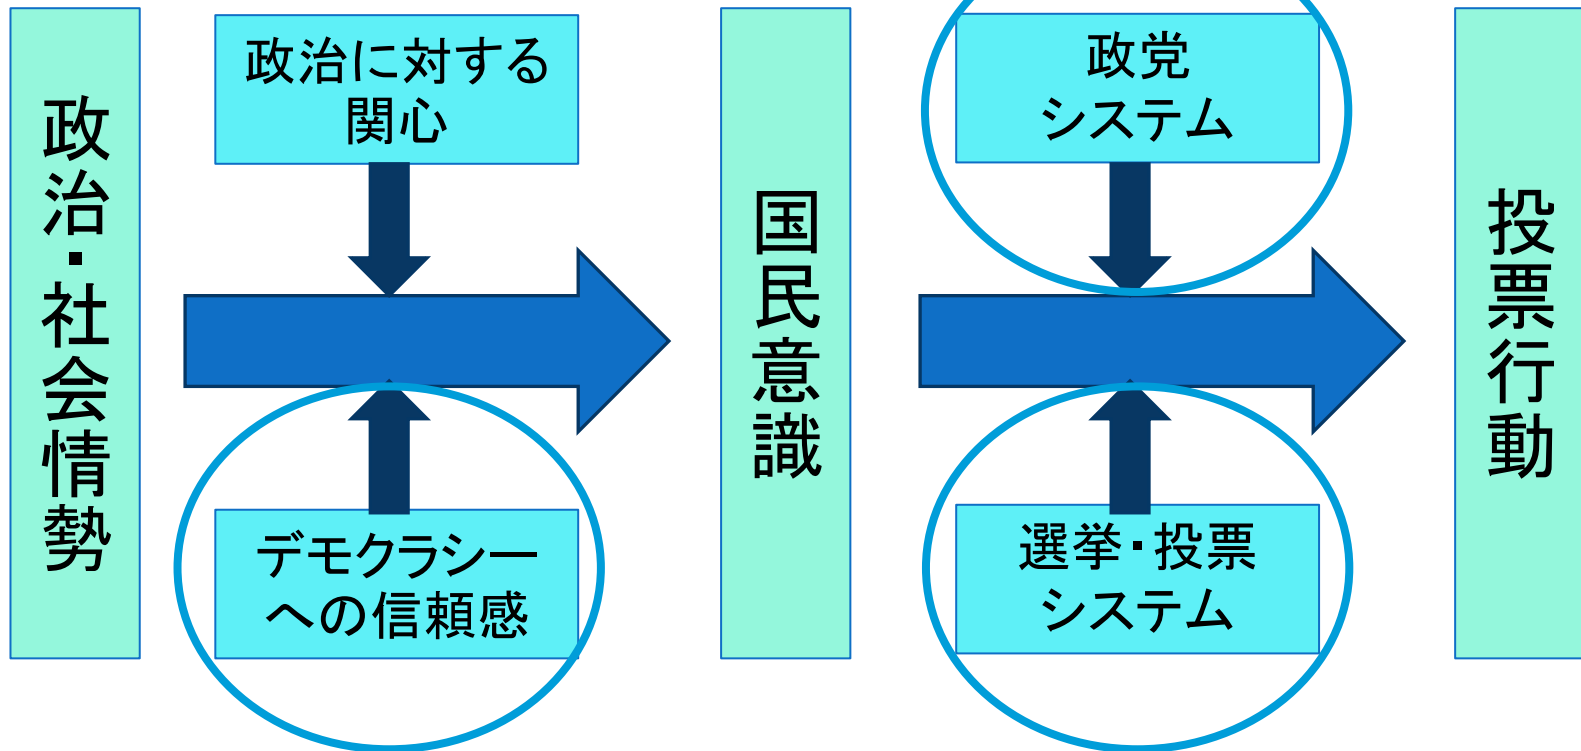 政治・社会情勢
政治に対する
関心
デモクラシー
への信頼感
国民意識
政党
システム
選挙・投票
システム
投票行動